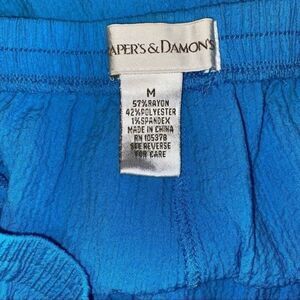 APER'S & DAMON'S
M
57%RAYON
42%POLYESTER
1%SPANDEX
MADE IN CHINA
RN 105378
SEE REVERSE
FOR CARE